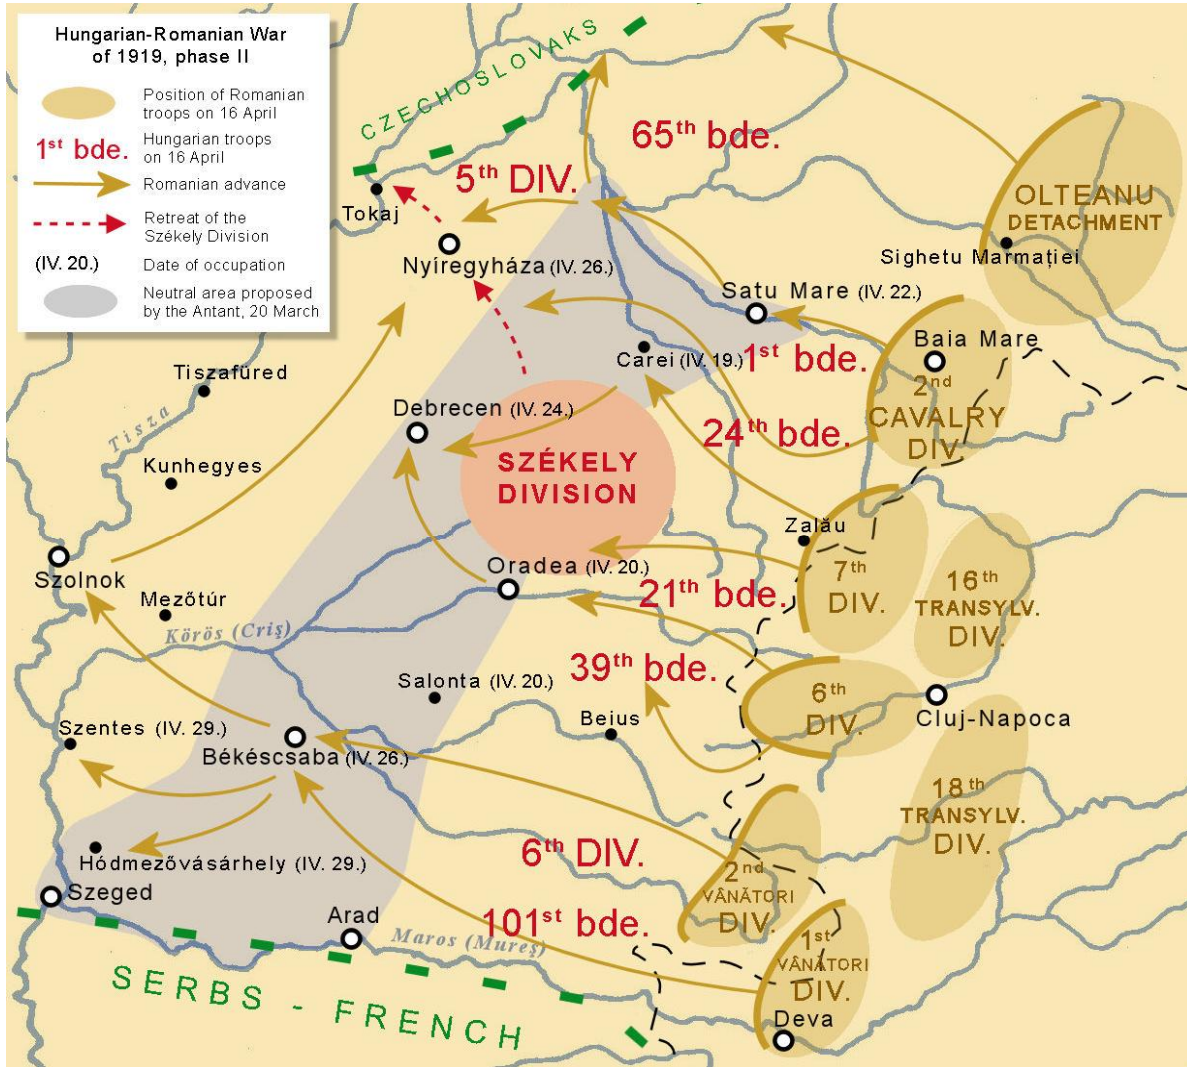 Hungarian-Romanian War
of 1919, phase II
Position of Romanian
troops on 16 April
1st bde.
Hungarian troops
on 16 April
Romanian advance
Retreat of the
Székely Division
(IV. 20.)
Date of occupation
Neutral area proposed
by the Antant, 20 March
CZECHOSLOVAKS
65th bde.
5th DIV.
Tokaj
OLTEANU
DETACHMENT
Sighetu Marmației
Nyíregyháza (IV. 26.)
Satu Mare (IV. 22.)
Baia Mare
1st bde.
Carei (IV. 19.)
Tiszafüred
Tisza
2nd
CAVALRY
DIV.
Debrecen (IV. 24.)
24th bde.
Kunhegyes
SZÉKELY
DIVISION
Zalău
Szolnok
Oradea (IV. 20.)
7th
DIV.
16th
TRANSYLV.
DIV.
21th bde.
Mezőtúr
Körös (Criş)
39th bde.
Salonta (IV. 20.)
6th
DIV.
Cluj-Napoca
Beius
Szentes (IV. 29.)
Békéscsaba (IV. 26.)
18th
TRANSYLV.
DIV.
Hódmezővásárhely (IV. 29.)
6th DIV.
2nd
VÂNĂTORI
DIV.
Szeged
Arad
101st bde.
Maros (Mureş)
1st
VÂNĂTORI
DIV.
SERBS - FRENCH
Deva